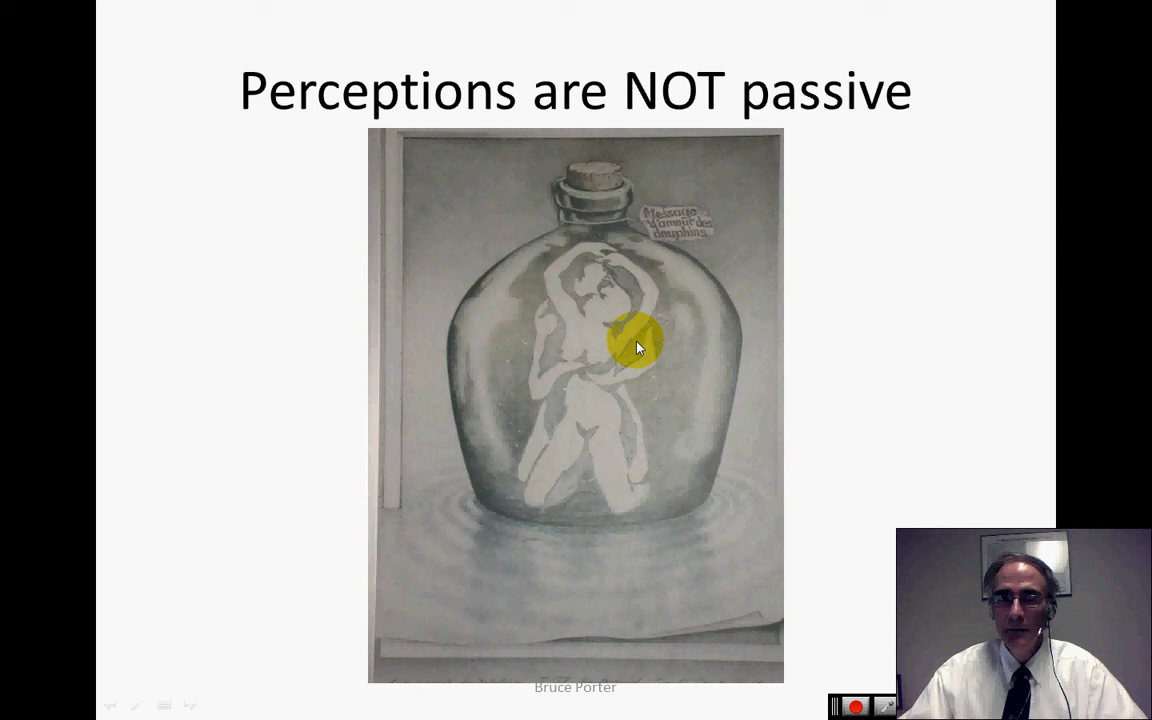 Perceptions are NOT passive
Message
d'amour des
dauphins
Bruce Porter